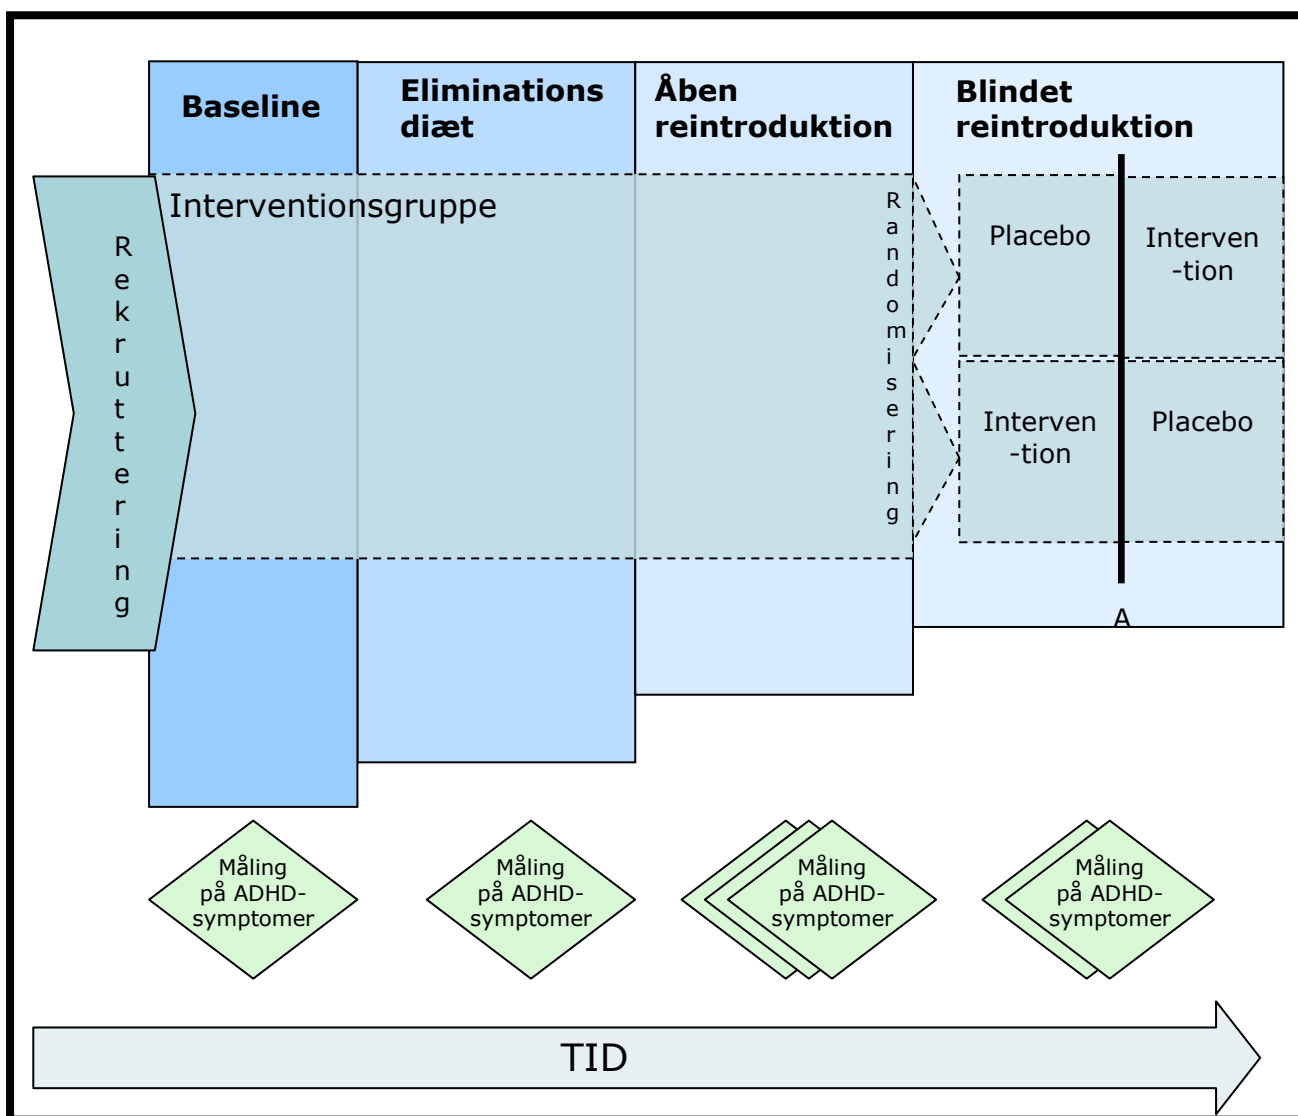 Baseline
Eliminations
diæt
Åben
reintroduktion
Blindet
reintroduktion
Rekruttering
Interventionsgruppe
Randomisering
Placebo
Interven
-tion
Interven
-tion
Placebo
A
Måling
på ADHD-
symptomer
Måling
på ADHD-
symptomer
Måling
på ADHD-
symptomer
Måling
på ADHD-
symptomer
TID